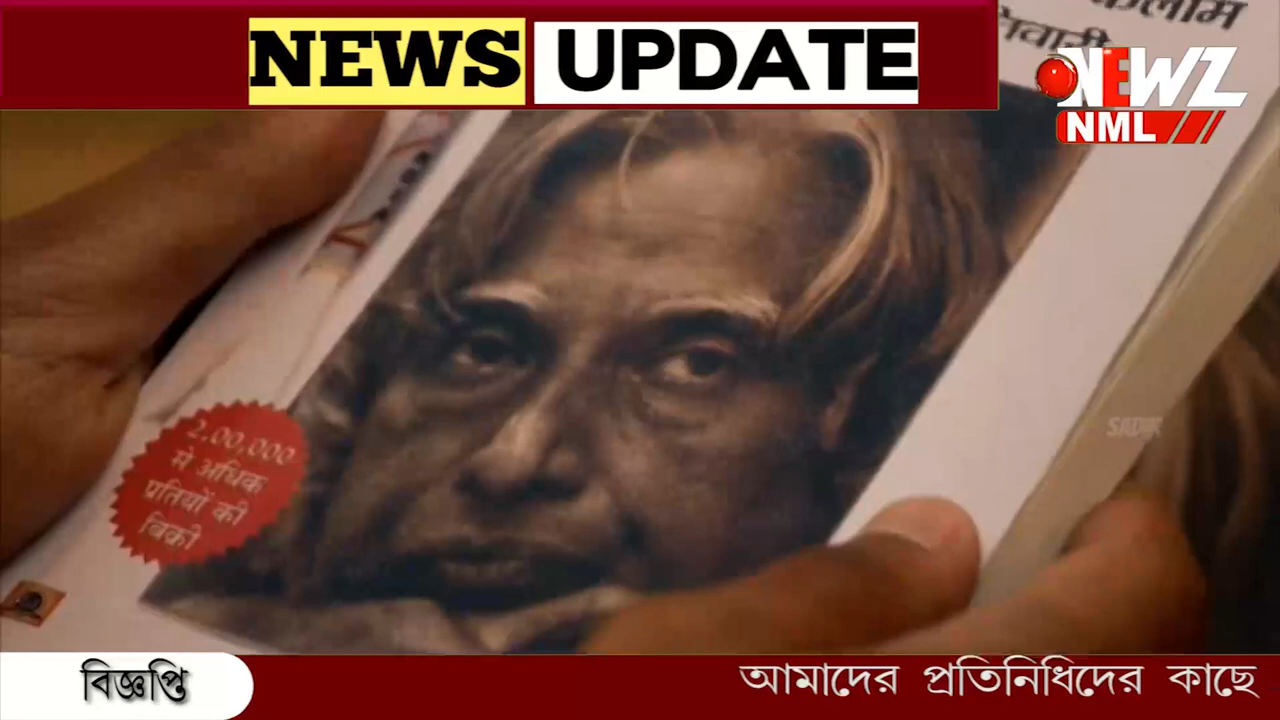 NEWS UPDATE
NEWZ
NML
2,00,000
से अधिक
प्रतियों की
बिक्री
বিজ্ঞপ্তি
আমাদের প্রতিনিধিদের কাছে